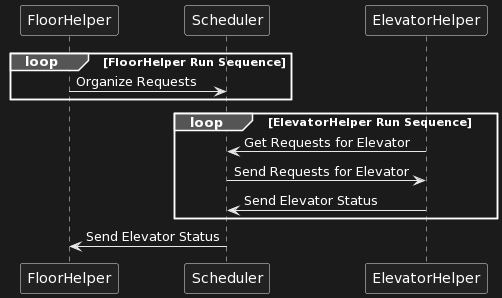 FloorHelper Scheduler ElevatorHelper
loop [FloorHelper Run Sequence]
Organize Requests
loop [ElevatorHelper Run Sequence]
Get Requests for Elevator
Send Requests for Elevator
Send Elevator Status
Send Elevator Status
FloorHelper Scheduler ElevatorHelper